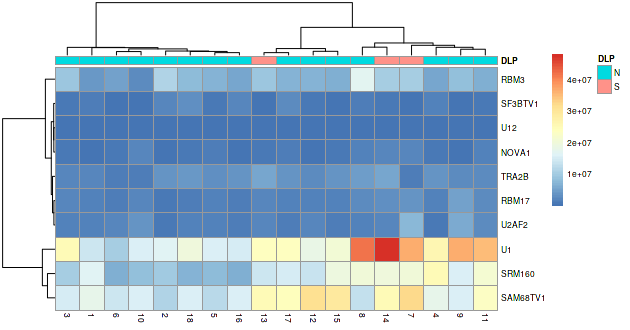 DLP
RBM3
SF3BTV1
U12
NOVA1
TRA2B
RBM17
U2AF2
U1
SRM160
SAM68TV1
3 1 6 10 2 18 5 16 13 17 12 15 8 14 7 4 9 11
4e+07
3e+07
2e+07
1e+07
DLP
N
S